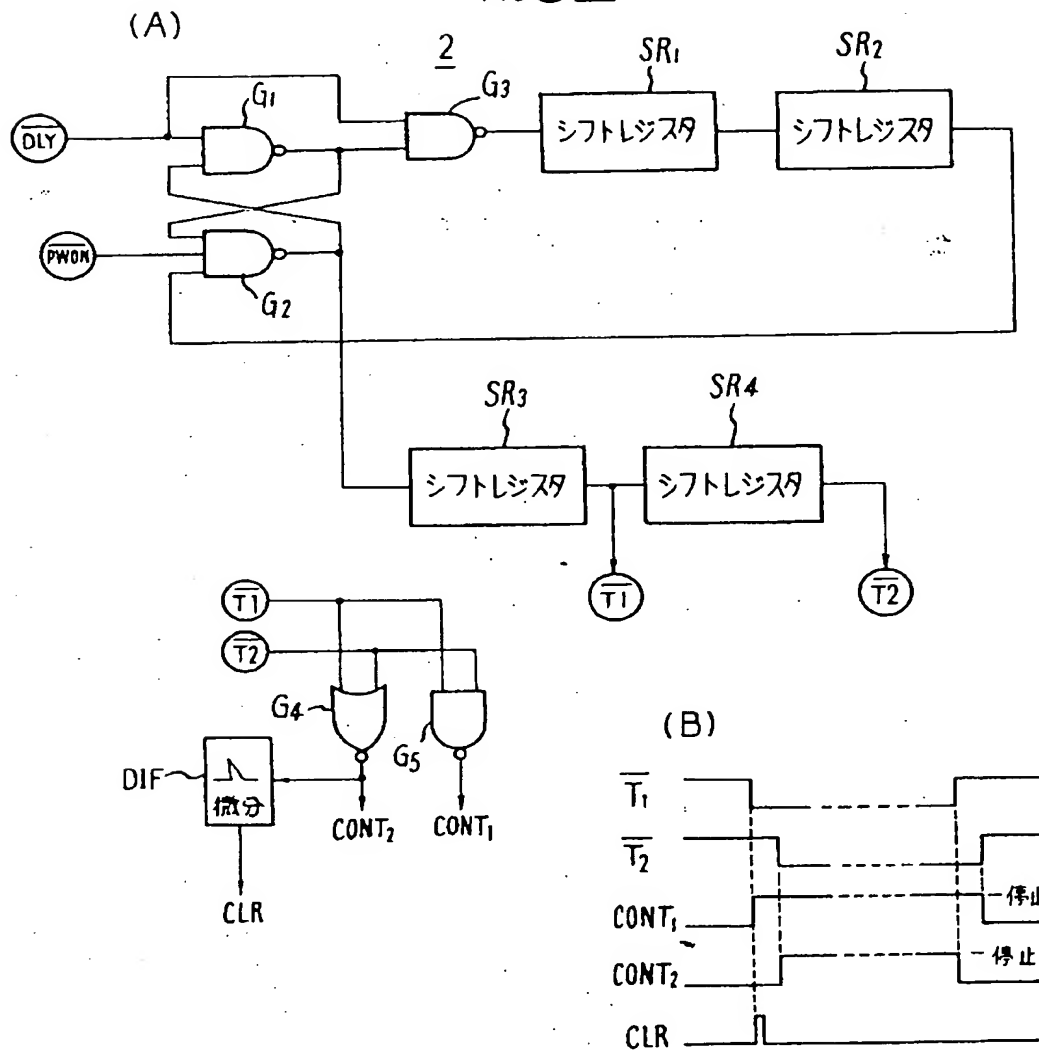 (A)
2
SR1
SR2
G1
G3
DLY
シフトレジスタ
シフトレジスタ
PWON
G2
SR3
SR4
シフトレジスタ
シフトレジスタ
T1
T2
T1
T2
G4
G5
(B)
DIF
微分
CONT2
CONT1
CLR
T1
T2
CONT1
停止
CONT2
停止
CLR